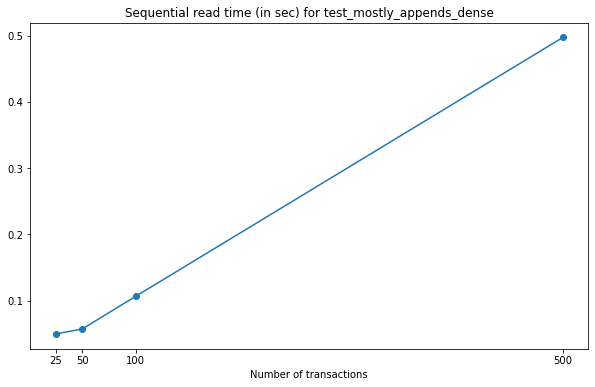 Sequential read time (in sec) for test_mostly_appends_dense
0.5
0.4
0.3
0.2
0.1
25 50 100 500
Number of transactions